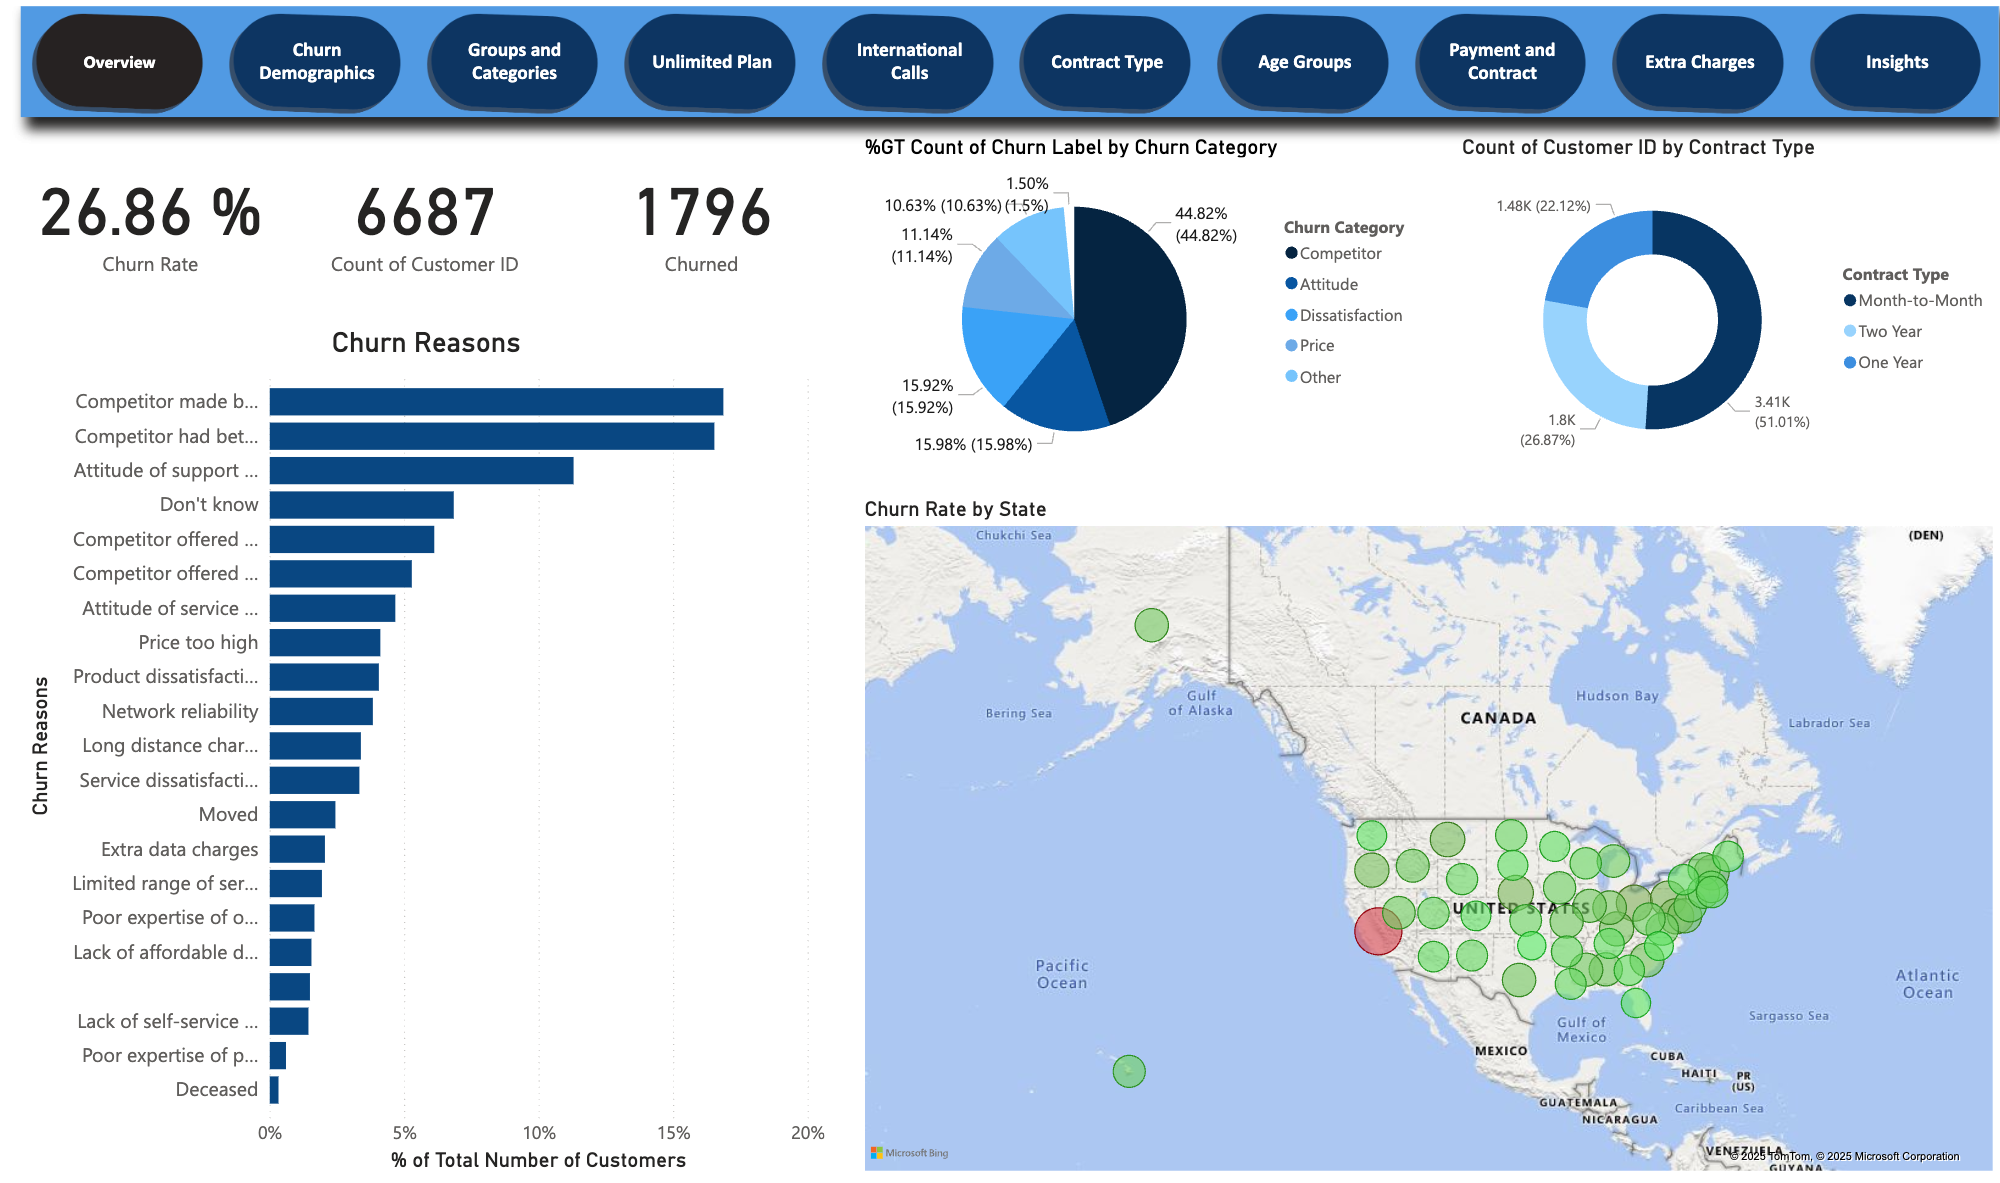 Overview
Churn
Demographics
Groups and
Categories
Unlimited Plan
International
Calls
Contract Type
Age Groups
Payment and
Contract
Extra Charges
Insights
26.86 %
Churn Rate
6687
Count of Customer ID
1796
Churned
Churn Reasons
Churn Reasons
Competitor made b...
Competitor had bet...
Attitude of support ...
Don't know
Competitor offered ...
Competitor offered ...
Attitude of service ...
Price too high
Product dissatisfacti...
Network reliability
Long distance char...
Service dissatisfacti...
Moved
Extra data charges
Limited range of ser...
Poor expertise of o...
Lack of affordable d...
Lack of self-service ...
Poor expertise of p...
Deceased
0%
5%
10%
15%
20%
% of Total Number of Customers
%GT Count of Churn Label by Churn Category
1.50%
(1.5%)
10.63% (10.63%)
11.14%
(11.14%)
15.92%
(15.92%)
15.98% (15.98%)
44.82%
(44.82%)
Churn Category
Competitor
Attitude
Dissatisfaction
Price
Other
Count of Customer ID by Contract Type
1.48K (22.12%)
1.8K
(26.87%)
3.41K
(51.01%)
Contract Type
Month-to-Month
Two Year
One Year
Churn Rate by State
Chukchi Sea
(DEN)
Gulf
of Alaska
Bering Sea
Hudson Bay
CANADA
Labrador Sea
UNITED STATES
Pacific
Ocean
Atlantic
Ocean
Sargasso Sea
Gulf of
Mexico
MEXICO
CUBA
HAITI
PR
(US)
GUATEMALA
Caribbean Sea
NICARAGUA
VENEZUELA
GUYANA
Microsoft Bing
© 2025 TomTom, © 2025 Microsoft Corporation